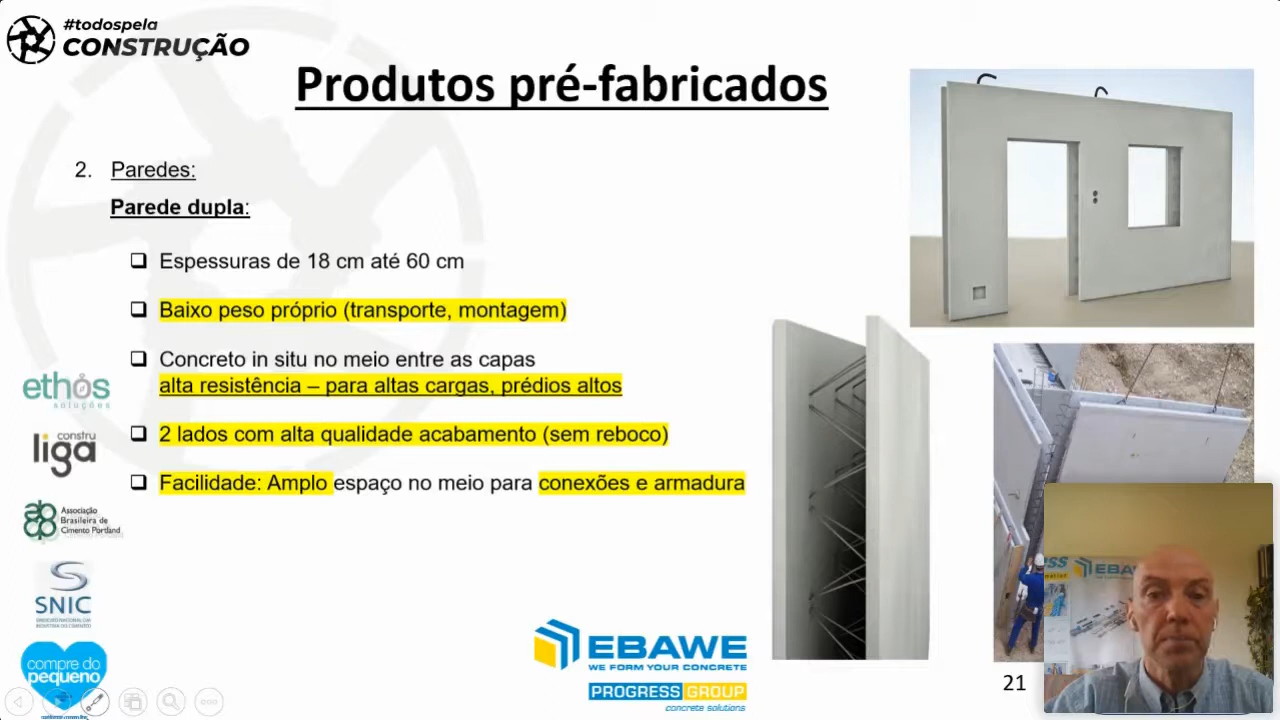 #todospela
CONSTRUÇÃO
Produtos pré-fabricados
2. Paredes:
Parede dupla:
Espessuras de 18 cm até 60 cm
Baixo peso próprio (transporte, montagem)
Concreto in situ no meio entre as capas
alta resistência – para altas cargas, prédios altos
2 lados com alta qualidade acabamento (sem reboco)
Facilidade: Amplo espaço no meio para conexões e armadura
ethos
soluções
constru
liga
Associação
Brasileira de
Cimento Portland
SNIC
SINDICATO NACIONAL DA
INDÚSTRIA DO CIMENTO
compre do
pequeno
EBAWE
WE FORM YOUR CONCRETE
PROGRESS GROUP
concrete solutions
21
EBAW